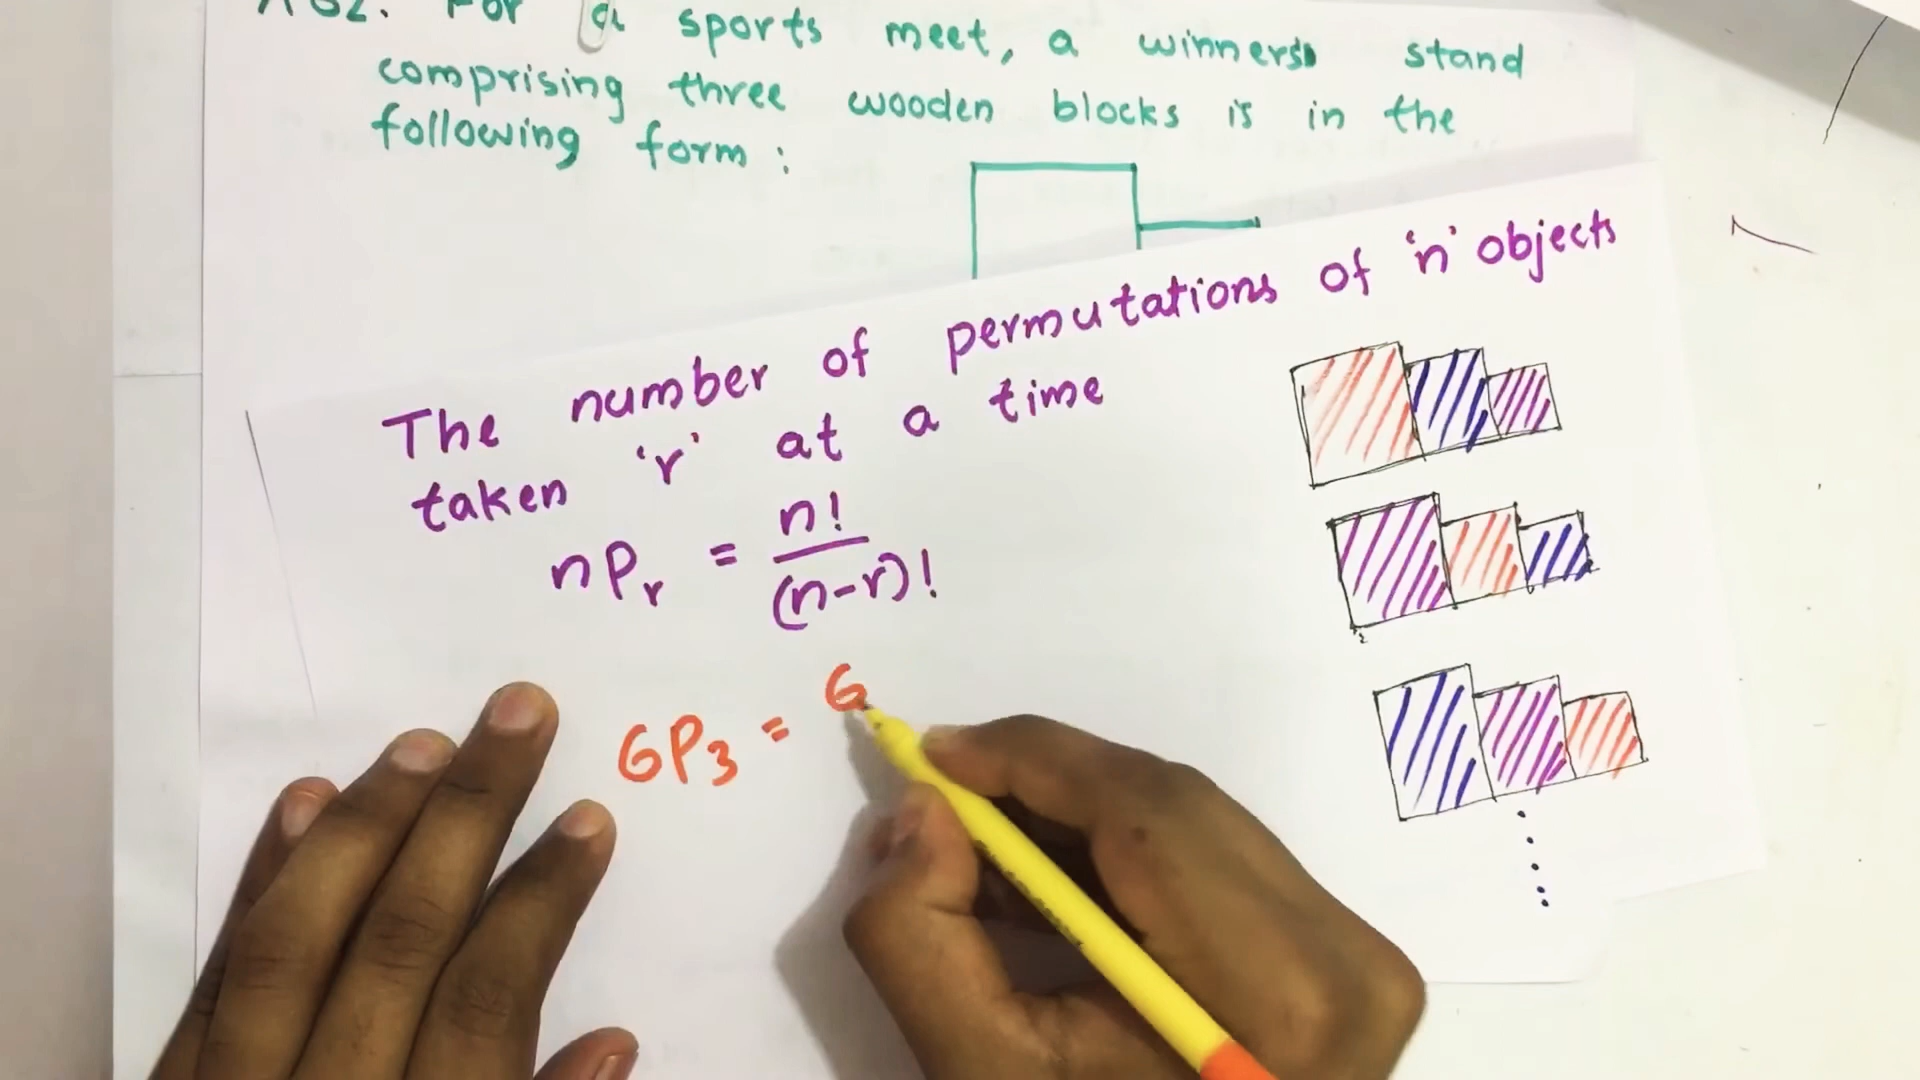 For a sports meet, a winners stand
comprising three wooden blocks is in the
following form :
The number of permutations of 'n' objects
taken 'r' at a time
nPr = n!
(n-r)!
6P3 = 6